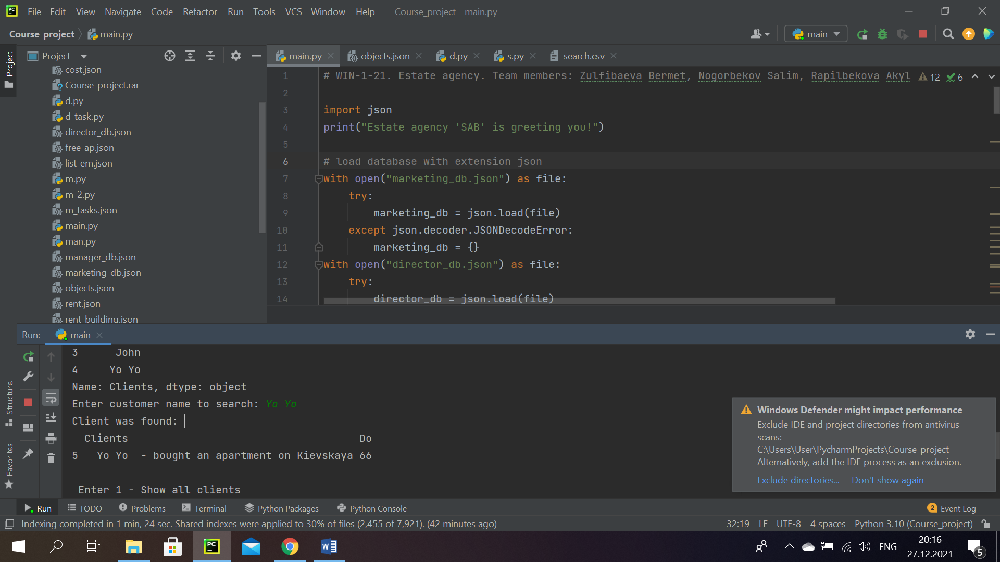 File Edit View Navigate Code Refactor Run Tools VCS Window Help Course_project - main.py
Course_project main.py main
Project
Project
cost.json
Course_project.rar
d.py
d_task.py
director_db.json
free_ap.json
list_em.json
m.py
m_2.py
m_tasks.json
main.py
man.py
manager_db.json
marketing_db.json
objects.json
rent.json
rent_building.json
main.py objects.json d.py s.py search.csv
1 # WIN-1-21. Estate agency. Team members: Zulfibaeva Bermet, Nogorbekov Salim, Rapilbekova Akyl 12 6
2
3 import json
4 print("Estate agency 'SAB' is greeting you!")
5
6 # load database with extension json
7 with open("marketing_db.json") as file:
8 try:
9 marketing_db = json.load(file)
10 except json.decoder.JSONDecodeError:
11 marketing_db = {}
12 with open("director_db.json") as file:
13 try:
14 director_db = json.load(file)
Run: main
3 John
4 Yo Yo
Name: Clients, dtype: object
Enter customer name to search: Yo Yo
Client was found:
Clients Do
5 Yo Yo - bought an apartment on Kievskaya 66
Enter 1 - Show all clients
Structure
Favorites
Windows Defender might impact performance
Exclude IDE and project directories from antivirus
scans:
C:\Users\User\PycharmProjects\Course_project
Alternatively, add the IDE process as an exclusion.
Exclude directories... Don't show again
Run TODO Problems Terminal Python Packages Python Console 2 Event Log
Indexing completed in 1 min, 24 sec. Shared indexes were applied to 30% of files (2,455 of 7,921). (42 minutes ago) 32:19 LF UTF-8 4 spaces Python 3.10 (Course_project)
ENG
20:16
27.12.2021
5